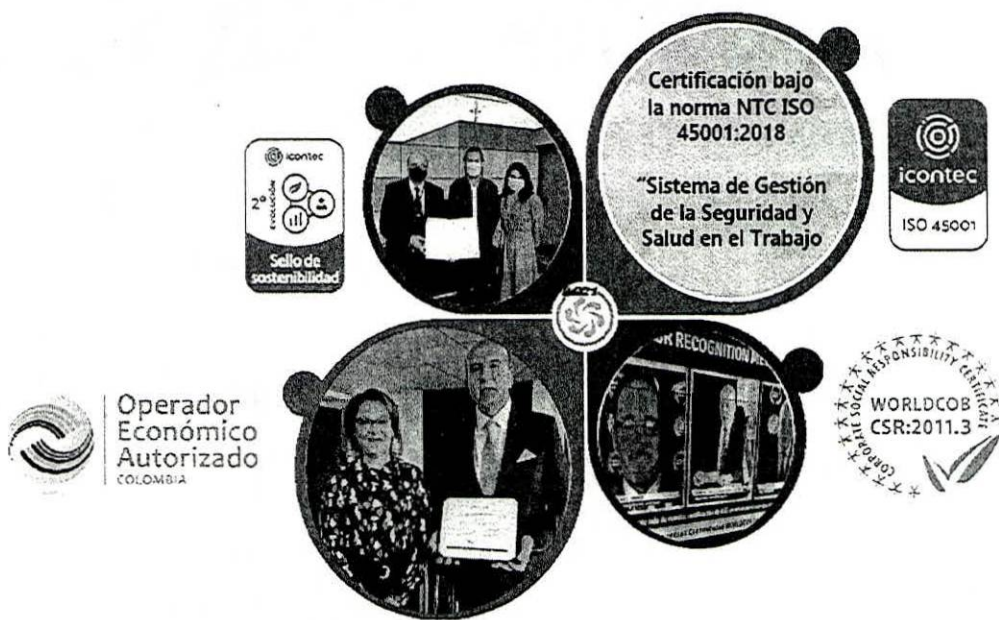 Certificación bajo
la norma NTC ISO
45001:2018
"Sistema de Gestión
de la Seguridad y
Salud en el Trabajo
icontec
2°
EVOLUCIÓN
Sello de
sostenibilidad
icontec
ISO 45001
Operador
Económico
Autorizado
COLOMBIA
OR RECOGNITION
CORPORATE SOCIAL RESPONSIBILITY CERTIFICATE
WORLDCOB
CSR:2011.3